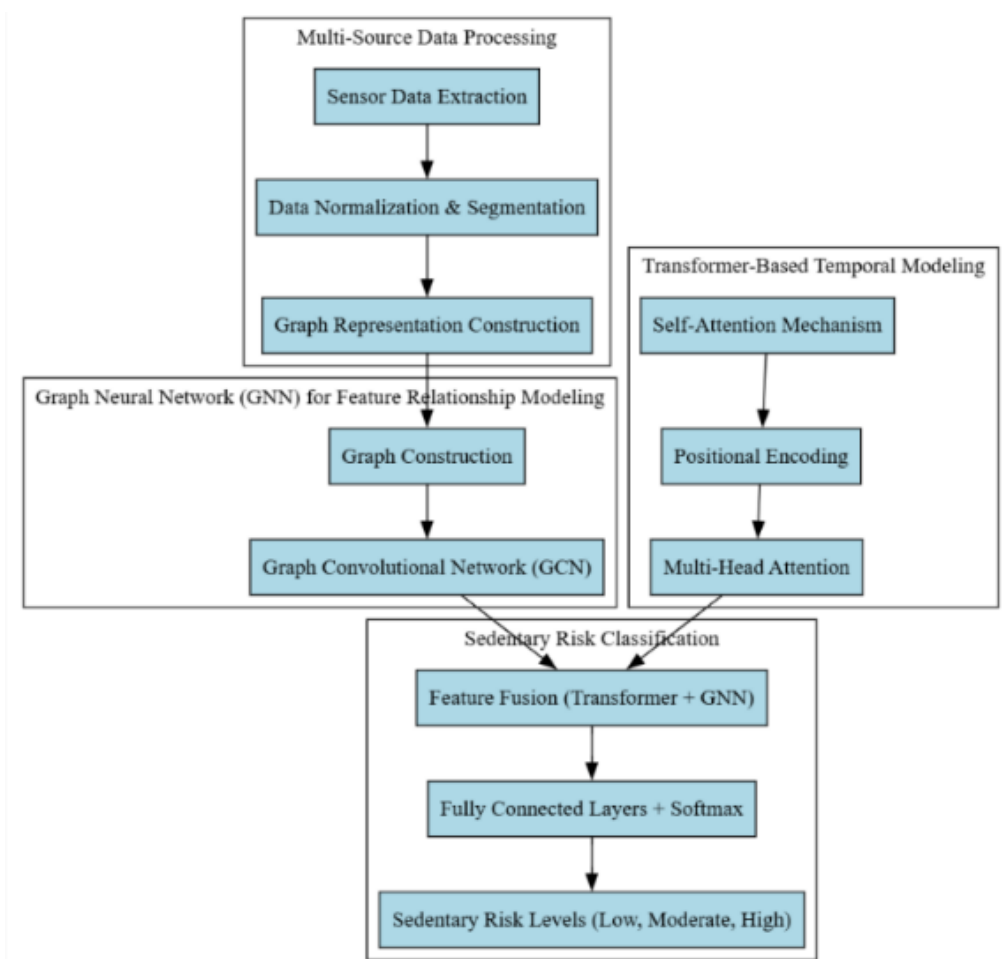 Multi-Source Data Processing
Sensor Data Extraction
Data Normalization & Segmentation
Graph Representation Construction
Transformer-Based Temporal Modeling
Self-Attention Mechanism
Graph Neural Network (GNN) for Feature Relationship Modeling
Graph Construction
Positional Encoding
Graph Convolutional Network (GCN)
Multi-Head Attention
Sedentary Risk Classification
Feature Fusion (Transformer + GNN)
Fully Connected Layers + Softmax
Sedentary Risk Levels (Low, Moderate, High)